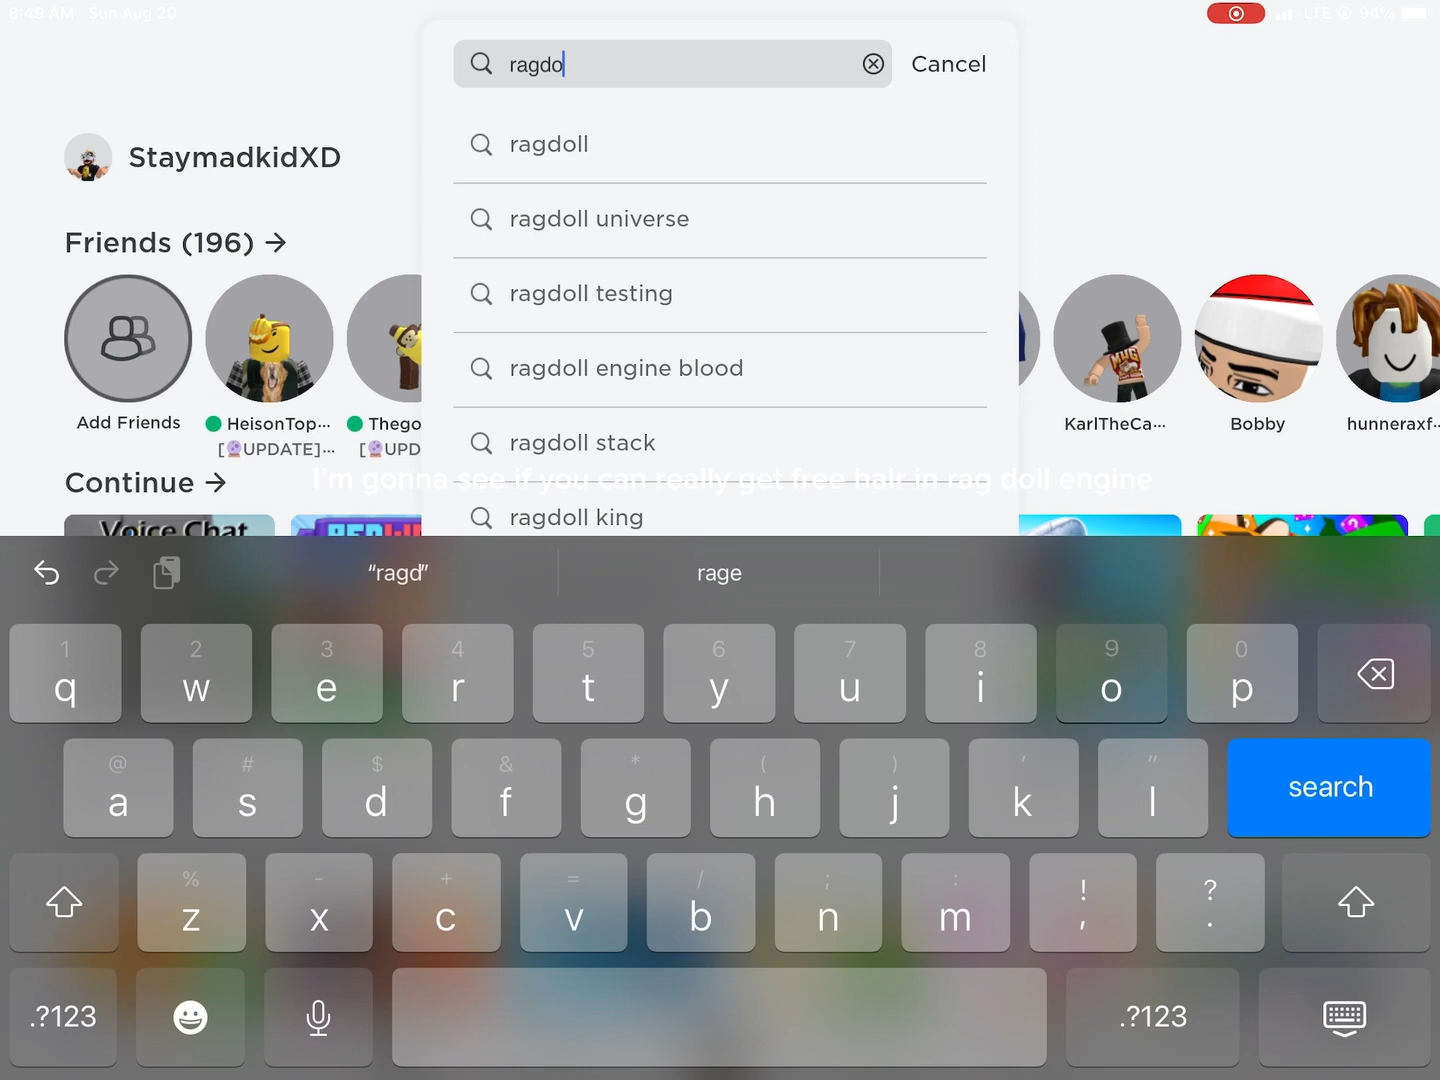 8:49 AM Sun Aug 20
LTE 94%
ragdo
Cancel
StaymadkidXD
ragdoll
ragdoll universe
Friends (196) →
ragdoll testing
ragdoll engine blood
Add Friends
HeisonTop...
[🔮UPDATE]...
Thego
[🔮UPD
KarlTheCa...
Bobby
hunneraxf..
ragdoll stack
Continue →
I'm gonna see if you can really get free hair in rag doll engine
ragdoll king
Voice Chat
“ragd”
rage
1 2 3 4 5 6 7 8 9 0
q w e r t y u i o p
@ # $ & * ( ) ' "
a s d f g h j k l
search
% - + = / ; : ! ?
z x c v b n m , .
.?123
.?123